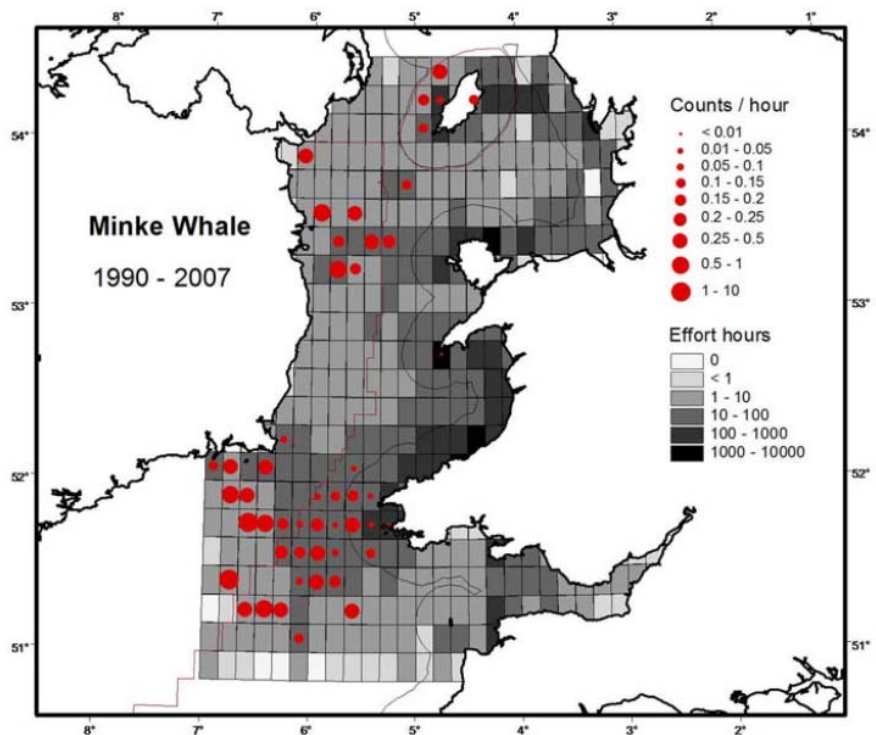 8° 7° 6° 5° 4° 3° 2° 1°
54°
53°
52°
51°
Minke Whale
1990 - 2007
Counts / hour
< 0.01
0.01 - 0.05
0.05 - 0.1
0.1 - 0.15
0.15 - 0.2
0.2 - 0.25
0.25 - 0.5
0.5 - 1
1 - 10
Effort hours
0
< 1
1 - 10
10 - 100
100 - 1000
1000 - 10000
54°
53°
52°
51°
8° 7° 6° 5° 4° 3° 2°